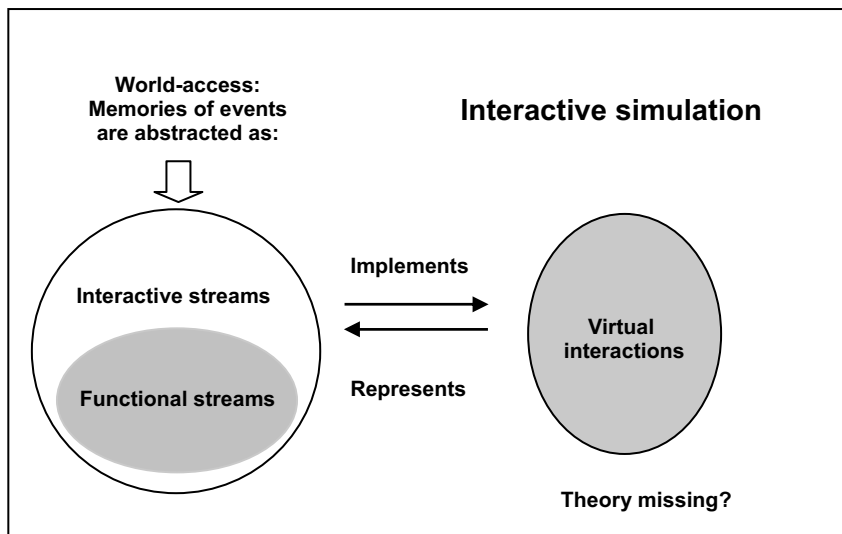 World-access:
Memories of events
are abstracted as:
Interactive simulation
Interactive streams
Functional streams
Implements
Represents
Virtual
interactions
Theory missing?